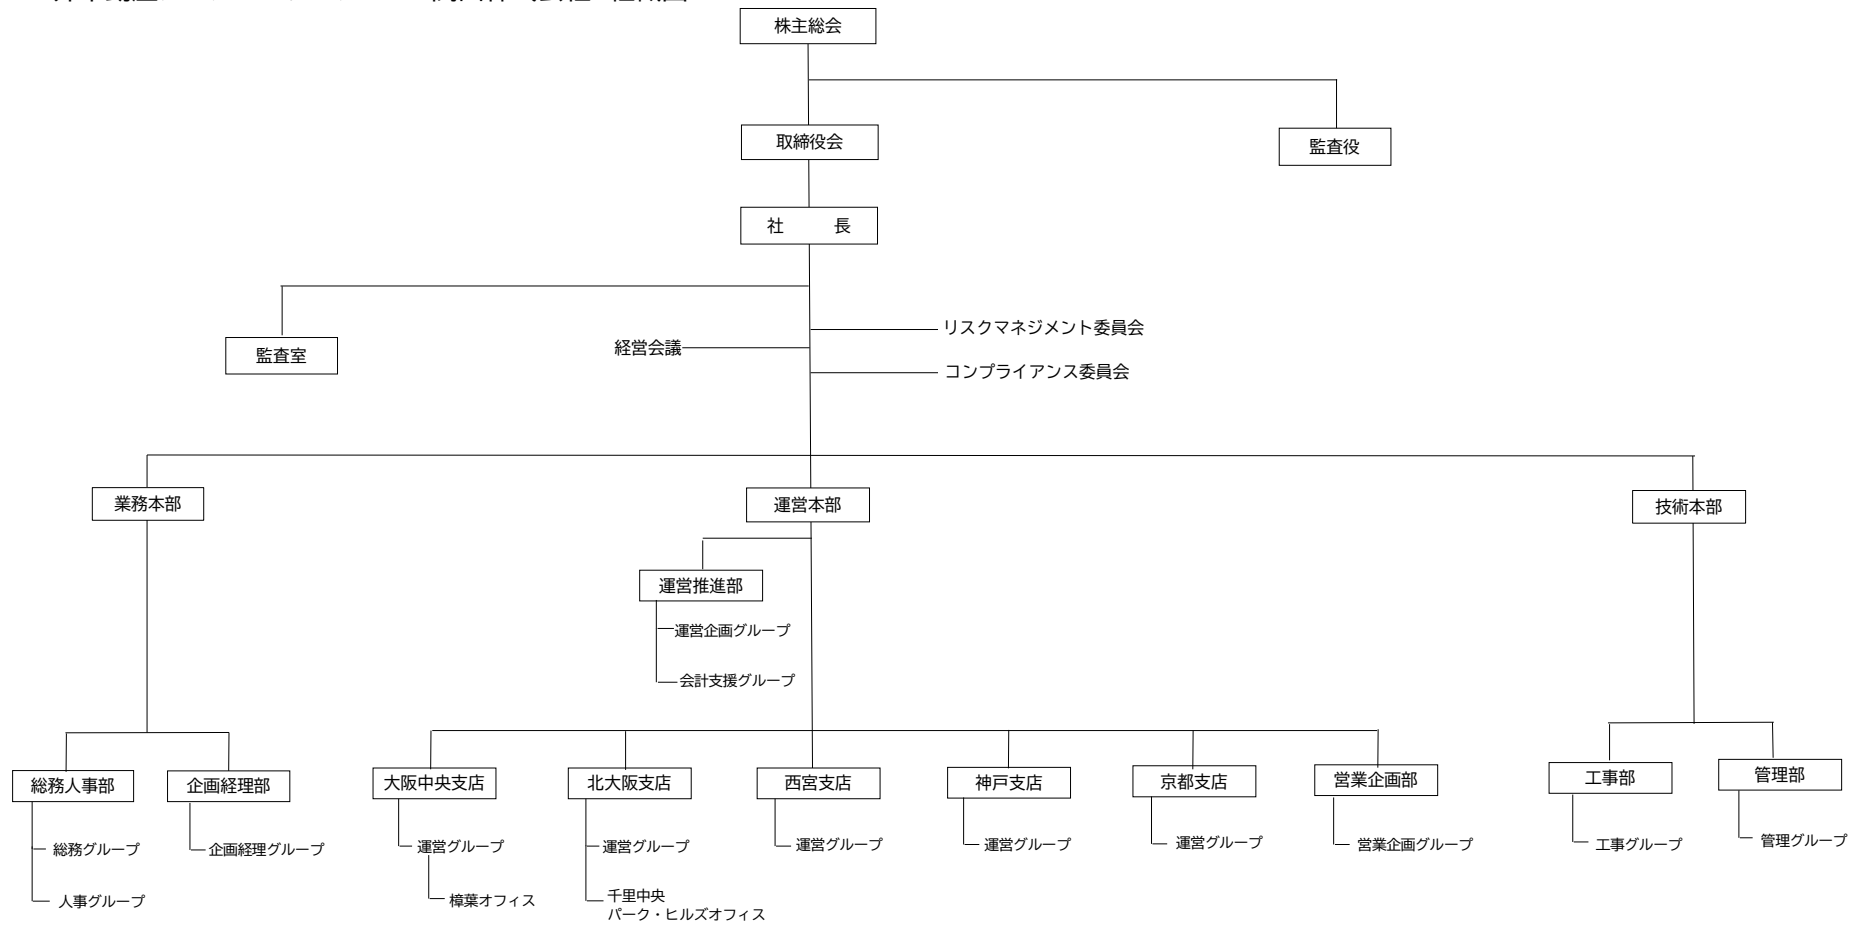 株主総会
取締役会
監査役
社 長
監査室
経営会議
リスクマネジメント委員会
コンプライアンス委員会
業務本部
運営本部
技術本部
運営推進部
運営企画グループ
会計支援グループ
総務人事部
企画経理部
大阪中央支店
北大阪支店
西宮支店
神戸支店
京都支店
営業企画部
工事部
管理部
総務グループ
企画経理グループ
運営グループ
運営グループ
運営グループ
運営グループ
運営グループ
営業企画グループ
工事グループ
管理グループ
人事グループ
樟葉オフィス
千里中央
パーク・ヒルズオフィス